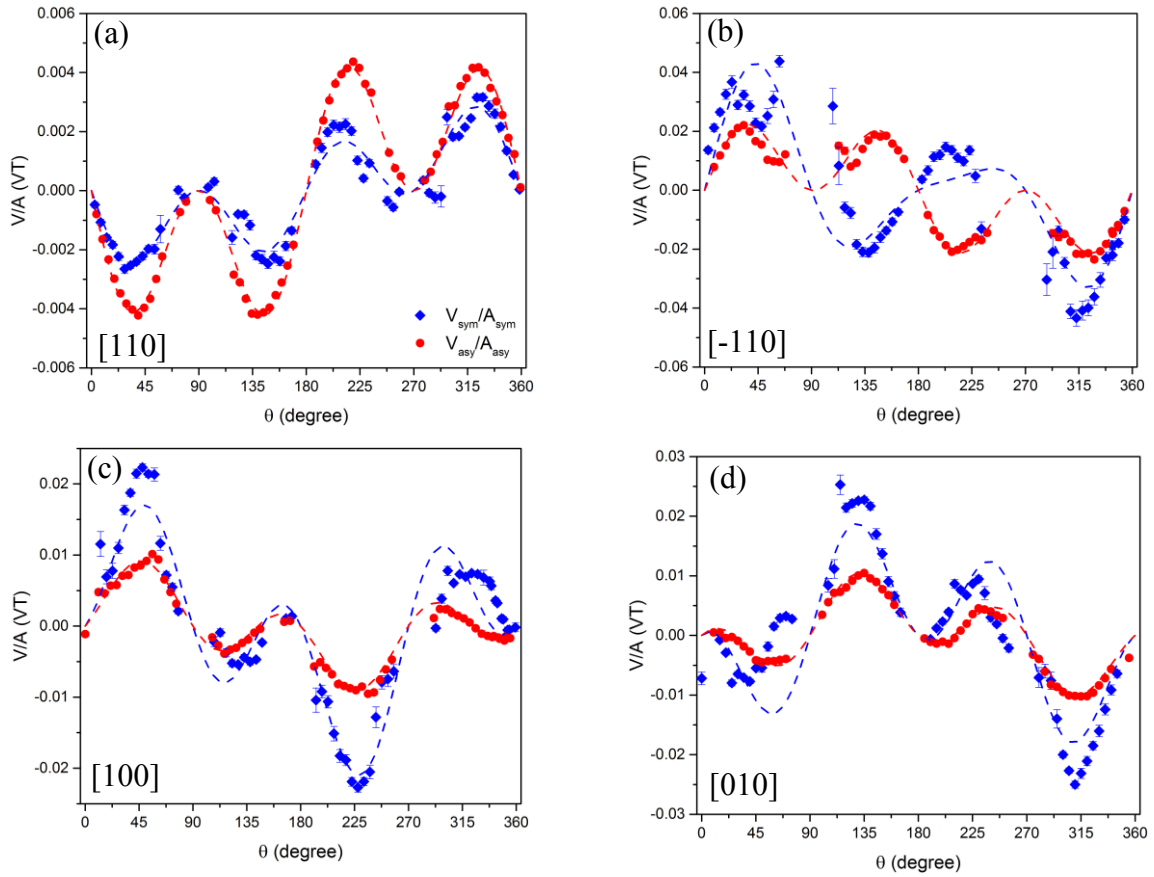 (a)
0.006
0.004
0.002
0.000
-0.002
-0.004
-0.006
V/A (VT)
V_sym/A_sym
V_asy/A_asy
[110]
0 45 90 135 180 225 270 315 360
θ (degree)
(b)
0.06
0.04
0.02
0.00
-0.02
-0.04
-0.06
V/A (VT)
[-110]
0 45 90 135 180 225 270 315 360
θ (degree)
(c)
0.02
0.01
0.00
-0.01
-0.02
V/A (VT)
[100]
0 45 90 135 180 225 270 315 360
θ (degree)
(d)
0.03
0.02
0.01
0.00
-0.01
-0.02
-0.03
V/A (VT)
[010]
0 45 90 135 180 225 270 315 360
θ (degree)